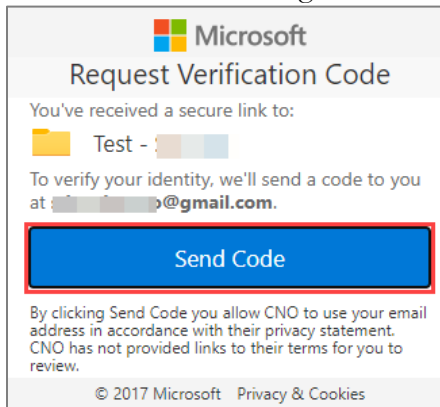 Microsoft
Request Verification Code
You've received a secure link to:
Test -
To verify your identity, we'll send a code to you
at @gmail.com.
Send Code
By clicking Send Code you allow CNO to use your email
address in accordance with their privacy statement.
CNO has not provided links to their terms for you to
review.
© 2017 Microsoft Privacy & Cookies